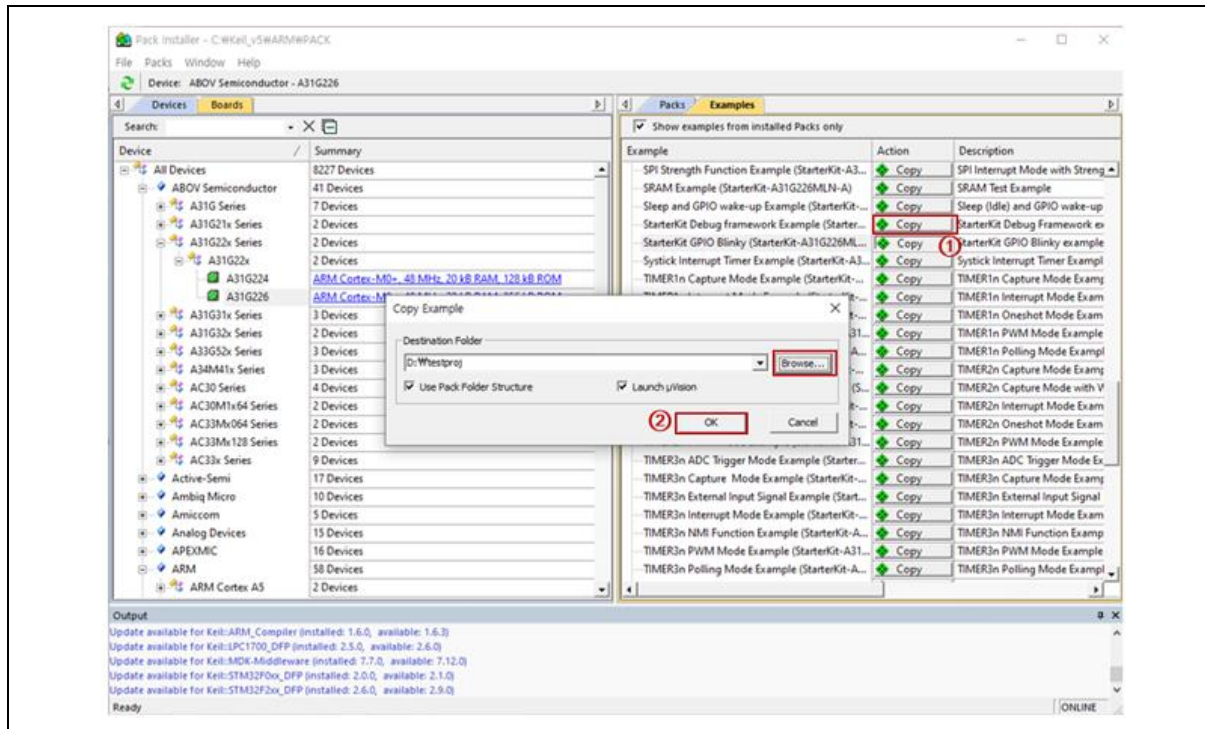 Pack Installer - C:₩Keil_v5₩ARM₩PACK
File Packs Window Help
Device: ABOV Semiconductor - A31G226
Devices Boards
Search:
Device / Summary
All Devices 8227 Devices
ABOV Semiconductor 41 Devices
A31G Series 7 Devices
A31G21x Series 2 Devices
A31G22x Series 2 Devices
A31G22x 2 Devices
A31G224 ARM Cortex-M0+, 48 MHz, 20 kB RAM, 128 kB ROM
A31G226
A31G31x Series 3 Devices
A31G32x Series 2 Devices
A33G52x Series 3 Devices
A34M41x Series 3 Devices
AC30 Series 4 Devices
AC30M1x64 Series 2 Devices
AC33Mx064 Series 2 Devices
AC33Mx128 Series 2 Devices
AC33x Series 9 Devices
Active-Semi 17 Devices
Ambiq Micro 10 Devices
Amiccom 5 Devices
Analog Devices 15 Devices
APEXMIC 16 Devices
ARM 58 Devices
ARM Cortex A5 2 Devices
Packs Examples
Show examples from installed Packs only
Example Action Description
SPI Strength Function Example (StarterKit-A3... Copy SPI Interrupt Mode with Streng
SRAM Example (StarterKit-A31G226MLN-A) Copy SRAM Test Example
Sleep and GPIO wake-up Example (StarterKit-... Copy Sleep (Idle) and GPIO wake-up
StarterKit Debug framework Example (Starter... Copy StarterKit Debug Framework ex
①
StarterKit GPIO Blinky (StarterKit-A31G226ML... Copy StarterKit GPIO Blinky example
Systick Interrupt Timer Example (StarterKit-A3... Copy Systick Interrupt Timer Exampl
TIMER1n Capture Mode Example (StarterKit-... Copy TIMER1n Capture Mode Examp
Copy TIMER1n Interrupt Mode Exam
Copy TIMER1n Oneshot Mode Exam
Copy TIMER1n PWM Mode Example
Copy TIMER1n Polling Mode Exampl
Copy TIMER2n Capture Mode Examp
Copy TIMER2n Capture Mode with
Copy TIMER2n Interrupt Mode Exam
Copy TIMER2n Oneshot Mode Exam
Copy TIMER2n PWM Mode Example
TIMER3n ADC Trigger Mode Example (Starter... Copy TIMER3n ADC Trigger Mode Ex
TIMER3n Capture Mode Example (StarterKit-... Copy TIMER3n Capture Mode Examp
TIMER3n External Input Signal Example (Start... Copy TIMER3n External Input Signal
TIMER3n Interrupt Mode Example (StarterKit-... Copy TIMER3n Interrupt Mode Exam
TIMER3n NMI Function Example (StarterKit-A... Copy TIMER3n NMI Function Examp
TIMER3n PWM Mode Example (StarterKit-A31... Copy TIMER3n PWM Mode Example
TIMER3n Polling Mode Example (StarterKit-A... Copy TIMER3n Polling Mode Exampl
Copy Example
Destination Folder
D:₩testproj Browse...
Use Pack Folder Structure Launch µVision
② OK Cancel
Output
Update available for Keil::ARM_Compiler (installed: 1.6.0, available: 1.6.3)
Update available for Keil::LPC1700_DFP (installed: 2.5.0, available: 2.6.0)
Update available for Keil::MDK-Middleware (installed: 7.7.0, available: 7.12.0)
Update available for Keil::STM32F0xx_DFP (installed: 2.0.0, available: 2.1.0)
Update available for Keil::STM32F2xx_DFP (installed: 2.6.0, available: 2.9.0)
Ready ONLINE